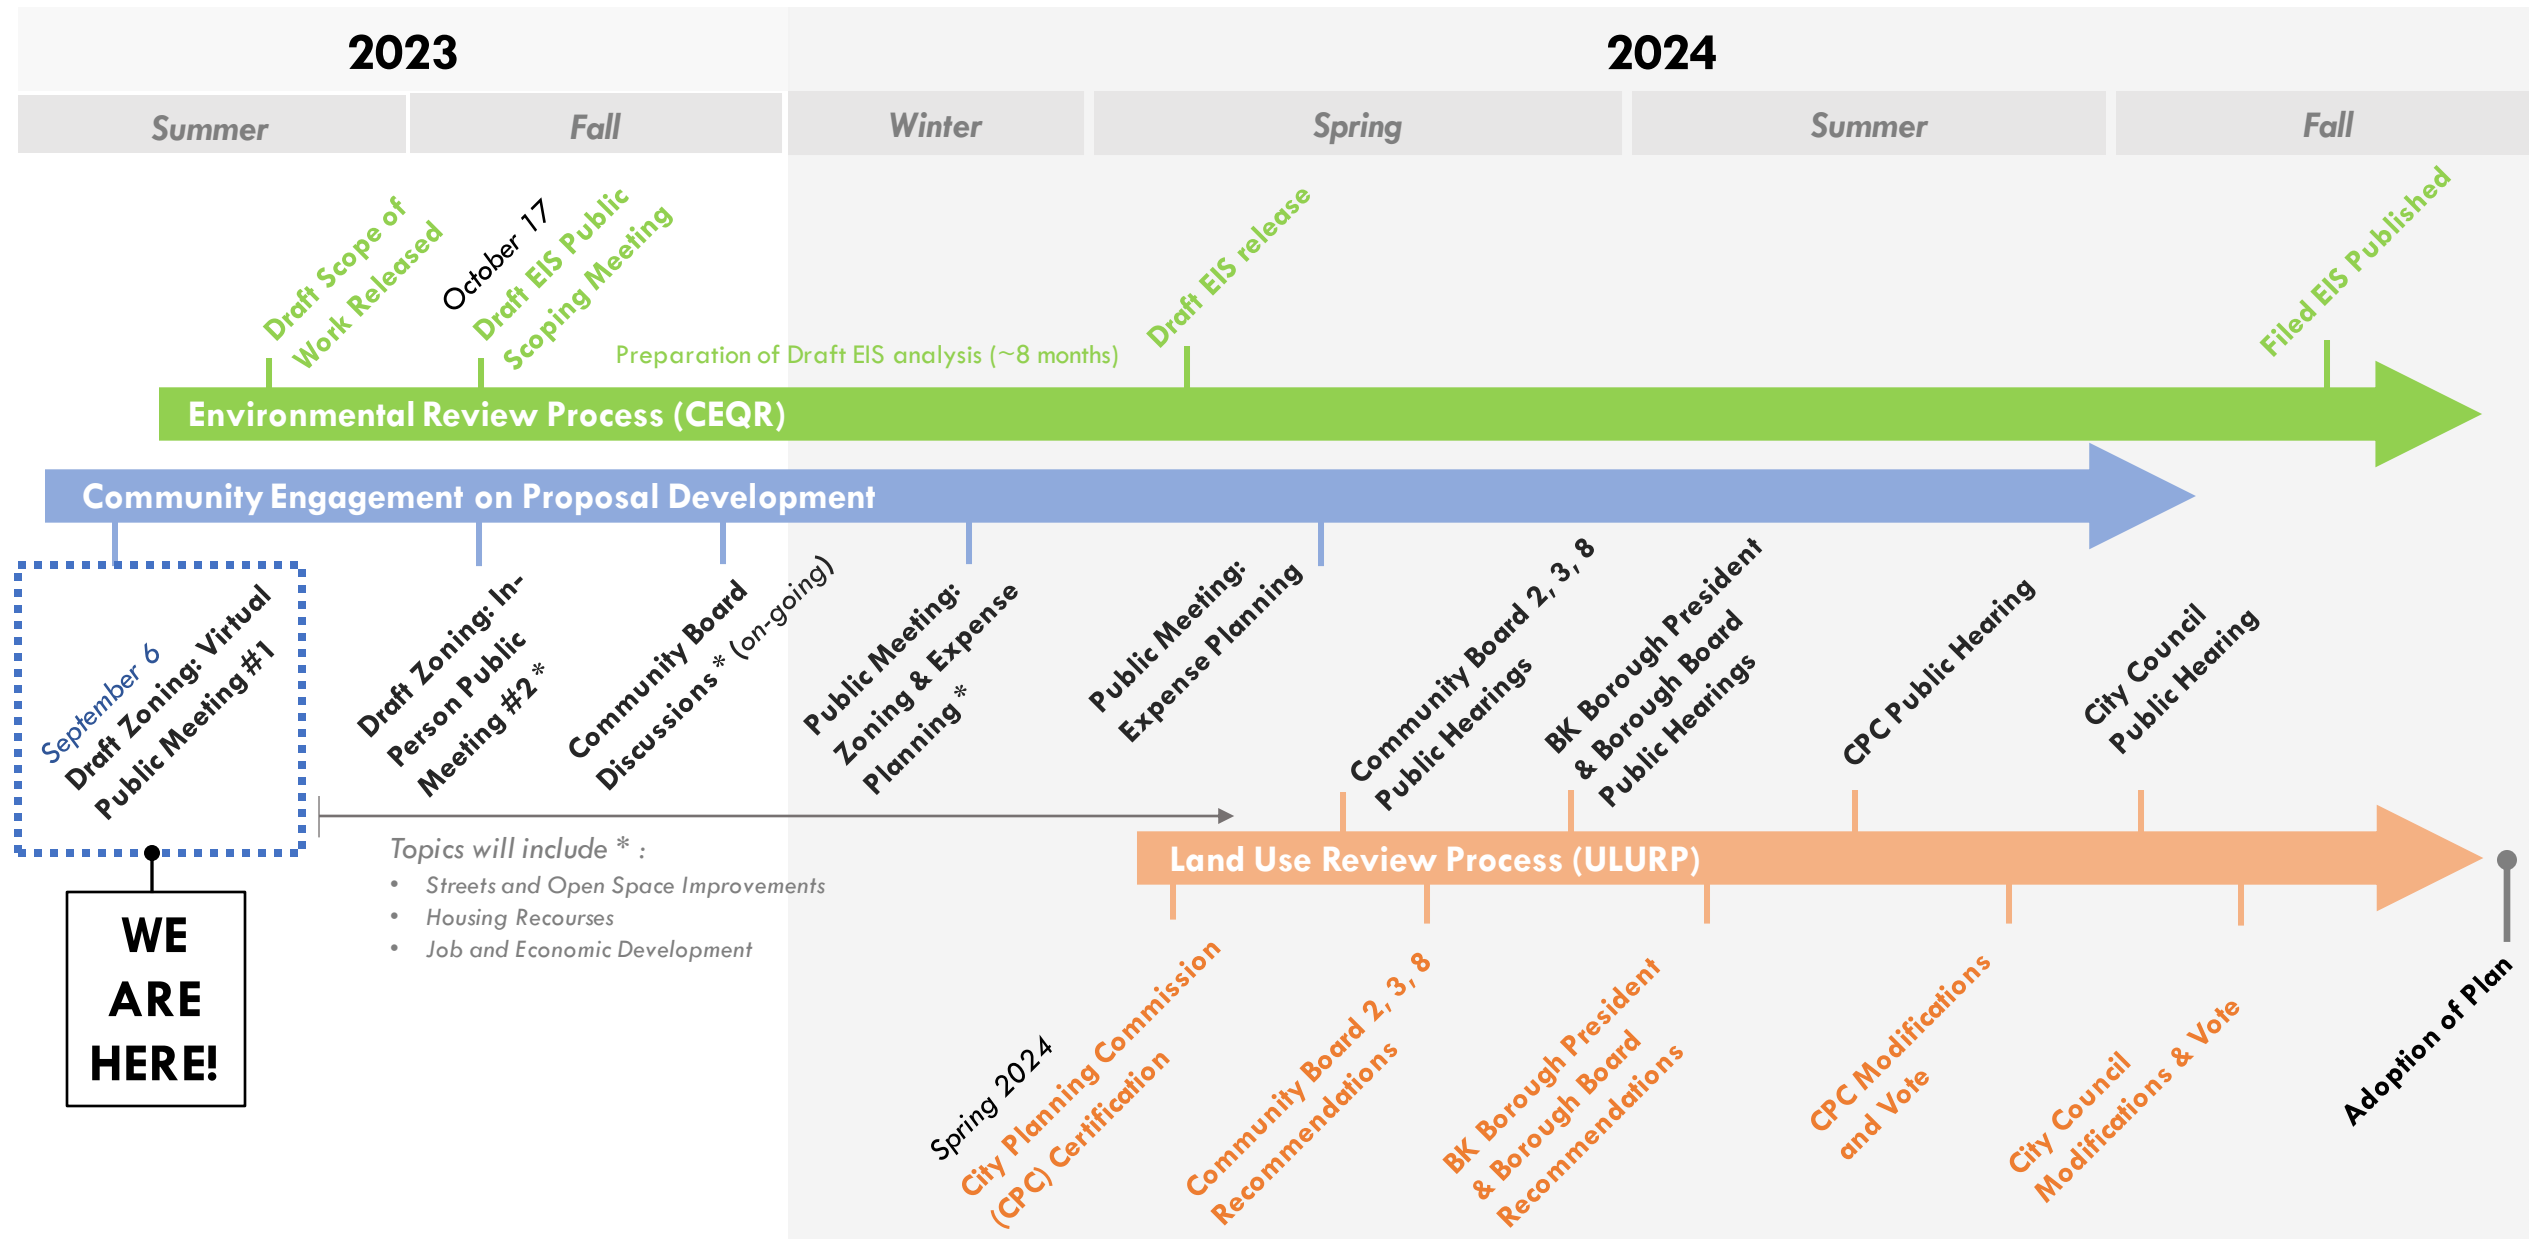 2023
2024
Summer
Fall
Winter
Spring
Summer
Fall
Draft Scope of
Work Released
October 17
Draft EIS Public
Scoping Meeting
Preparation of Draft EIS analysis (~8 months)
Draft EIS release
Filed EIS Published
Environmental Review Process (CEQR)
Community Engagement on Proposal Development
September 6
Draft Zoning: Virtual
Public Meeting #1
Draft Zoning: In-
Person Public
Meeting #2*
Community Board
Discussions* (on-going)
Public Meeting:
Zoning & Expense
Planning*
Public Meeting:
Expense Planning
Community Board 2, 3, 8
Public Hearings
BK Borough President
& Borough Board
Public Hearings
CPC Public Hearing
City Council
Public Hearing
WE
ARE
HERE!
Topics will include * :
• Streets and Open Space Improvements
• Housing Recourses
• Job and Economic Development
Land Use Review Process (ULURP)
Spring 2024
City Planning Commission
(CPC) Certification
Community Board 2, 3, 8
Recommendations
BK Borough President
& Borough Board
Recommendations
CPC Modifications
and Vote
City Council
Modifications & Vote
Adoption of Plan